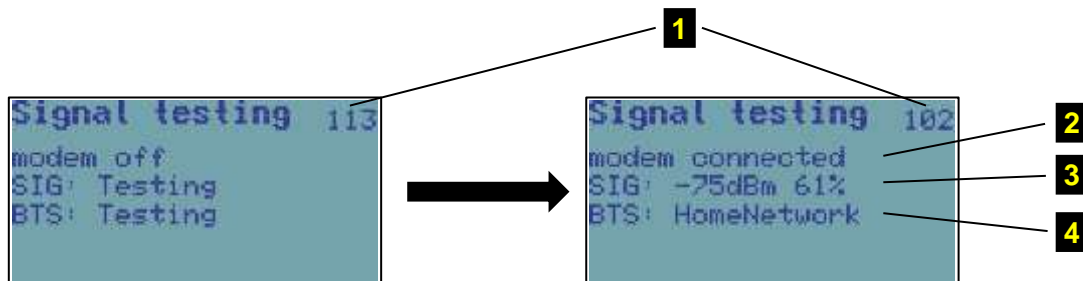 1
Signal testing 113
modem off
SIG: Testing
BTS: Testing
Signal testing 102
modem connected
SIG: -75dBm 61%
BTS: HomeNetwork
2
3
4